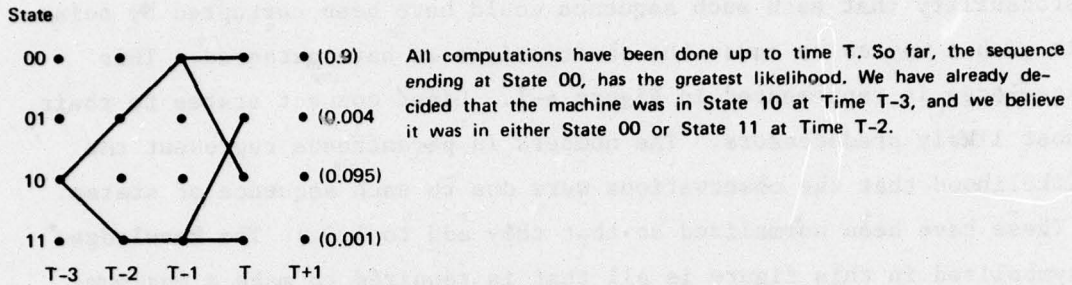 State
00 (0.9)
01 (0.004
10 (0.095)
11 (0.001)
T-3 T-2 T-1 T T+1
All computations have been done up to time T. So far, the sequence
ending at State 00, has the greatest likelihood. We have already de-
cided that the machine was in State 10 at Time T-3, and we believe
it was in either State 00 or State 11 at Time T-2.